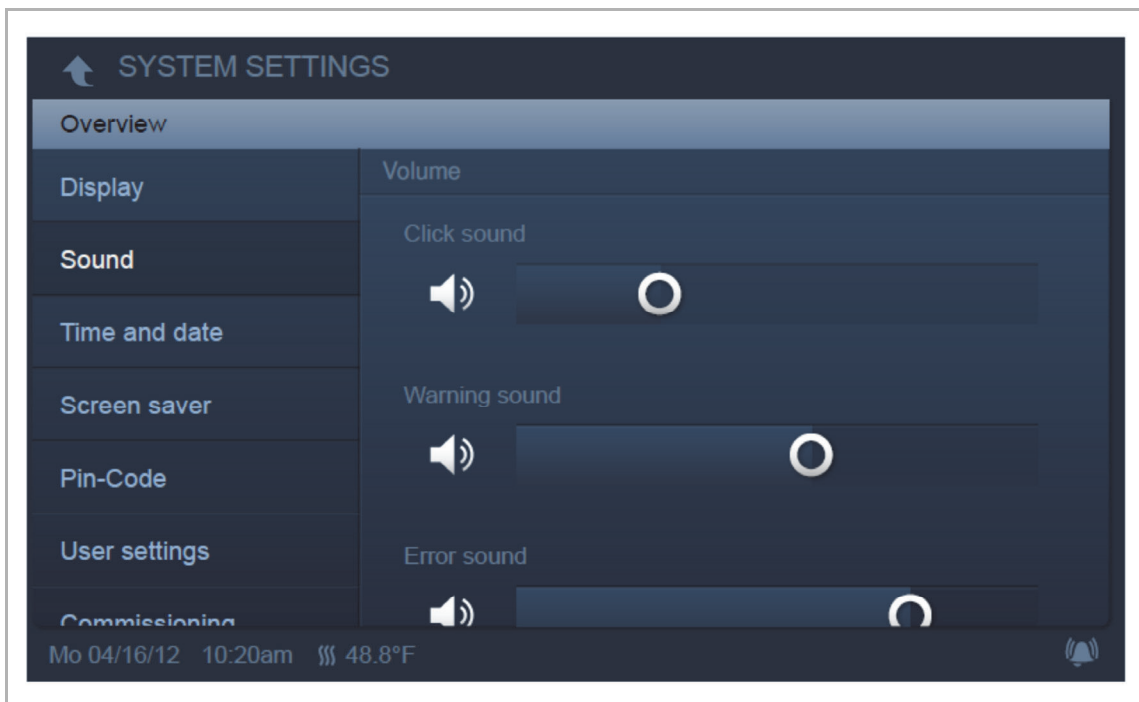 SYSTEM SETTINGS
Overview
Display
Sound
Time and date
Screen saver
Pin-Code
User settings
Commissioning
Volume
Click sound
Warning sound
Error sound
Mo 04/16/12 10:20am 48.8°F